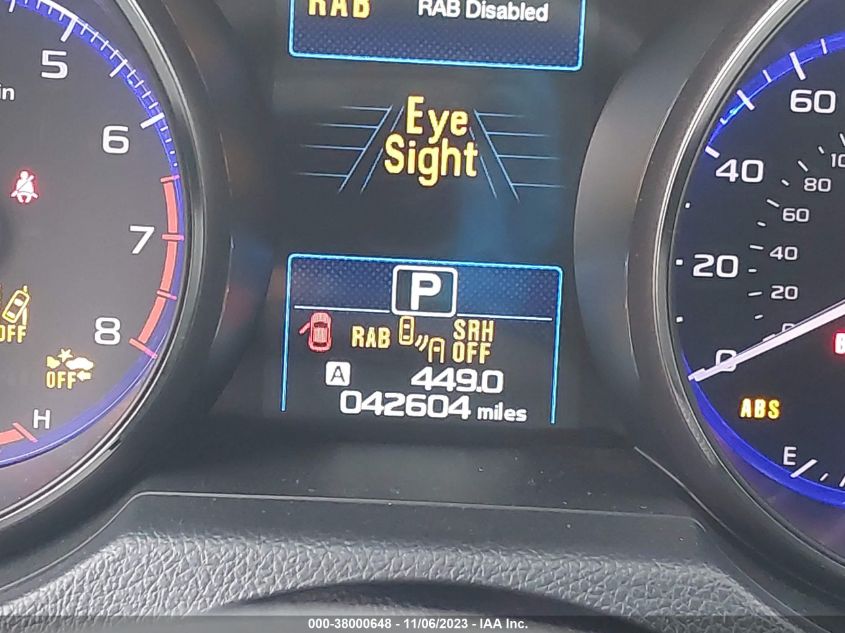 RAB RAB Disabled
Eye
Sight
P
RAB SRH
OFF
A 449.0
042604 miles
5
in
6
7
8
OFF
OFF
H
60
40
20
0
80
60
40
20
ABS
E
000-38000648 - 11/06/2023 - IAA Inc.